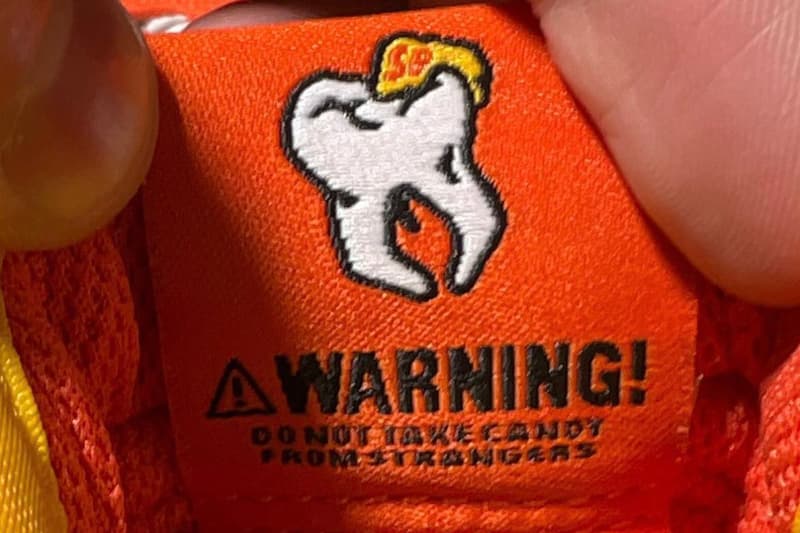 SB
WARNING!
DO NOT TAKE CANDY
FROM STRANGERS